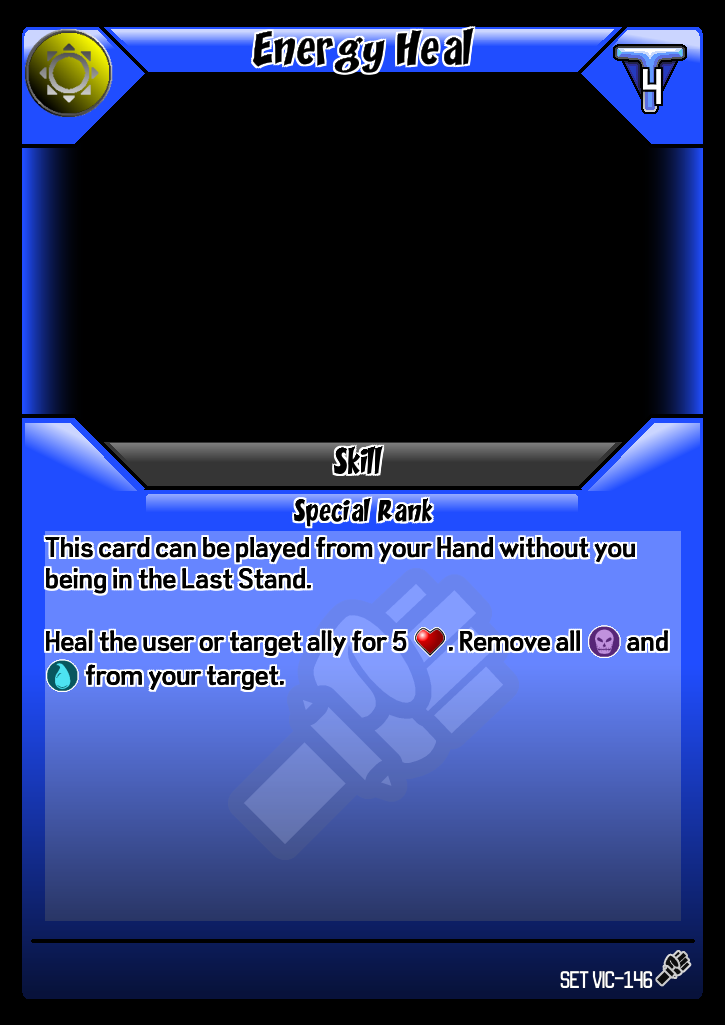 Energy Heal
4
Skill
Special Rank
This card can be played from your Hand without you
being in the Last Stand.
Heal the user or target ally for 5 . Remove all and
from your target.
SET VIC-146